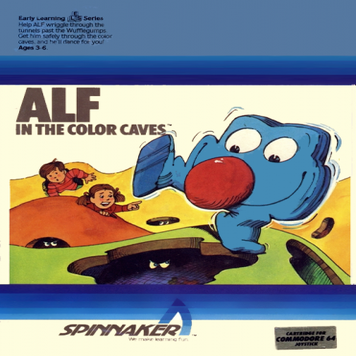 Early Learning Series
Help ALF wriggle through the
tunnels past the Wufflegumps.
Get him safely through the color
caves, and he'll dance for you!
Ages 3-6.
ALF
IN THE COLOR CAVES™
SPINNAKER™
We make learning fun.
CARTRIDGE FOR
COMMODORE 64
JOYSTICK